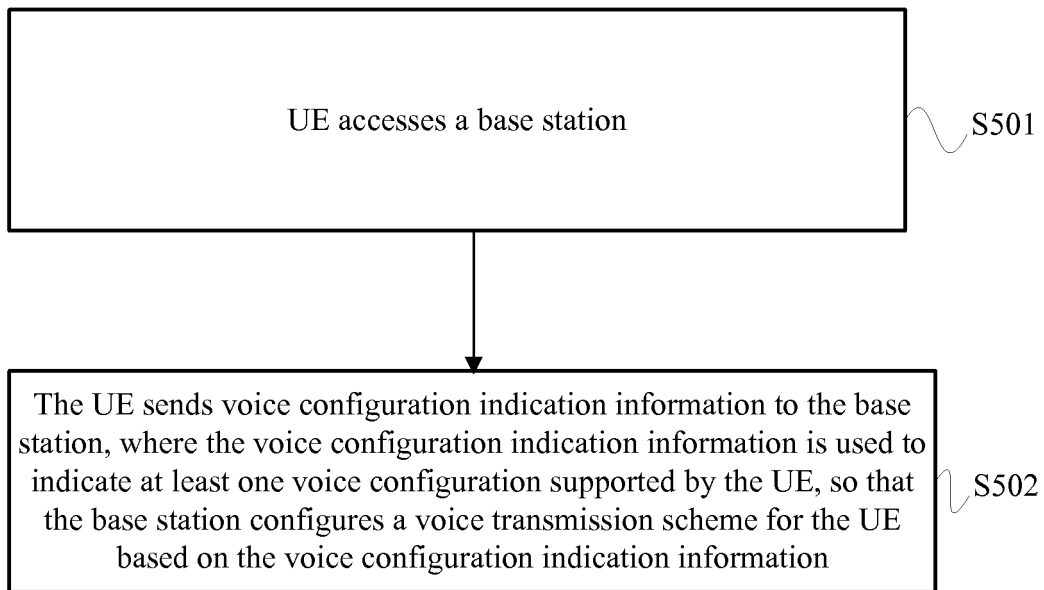 UE accesses a base station
S501
The UE sends voice configuration indication information to the base
station, where the voice configuration indication information is used to
indicate at least one voice configuration supported by the UE, so that
the base station configures a voice transmission scheme for the UE
based on the voice configuration indication information
S502